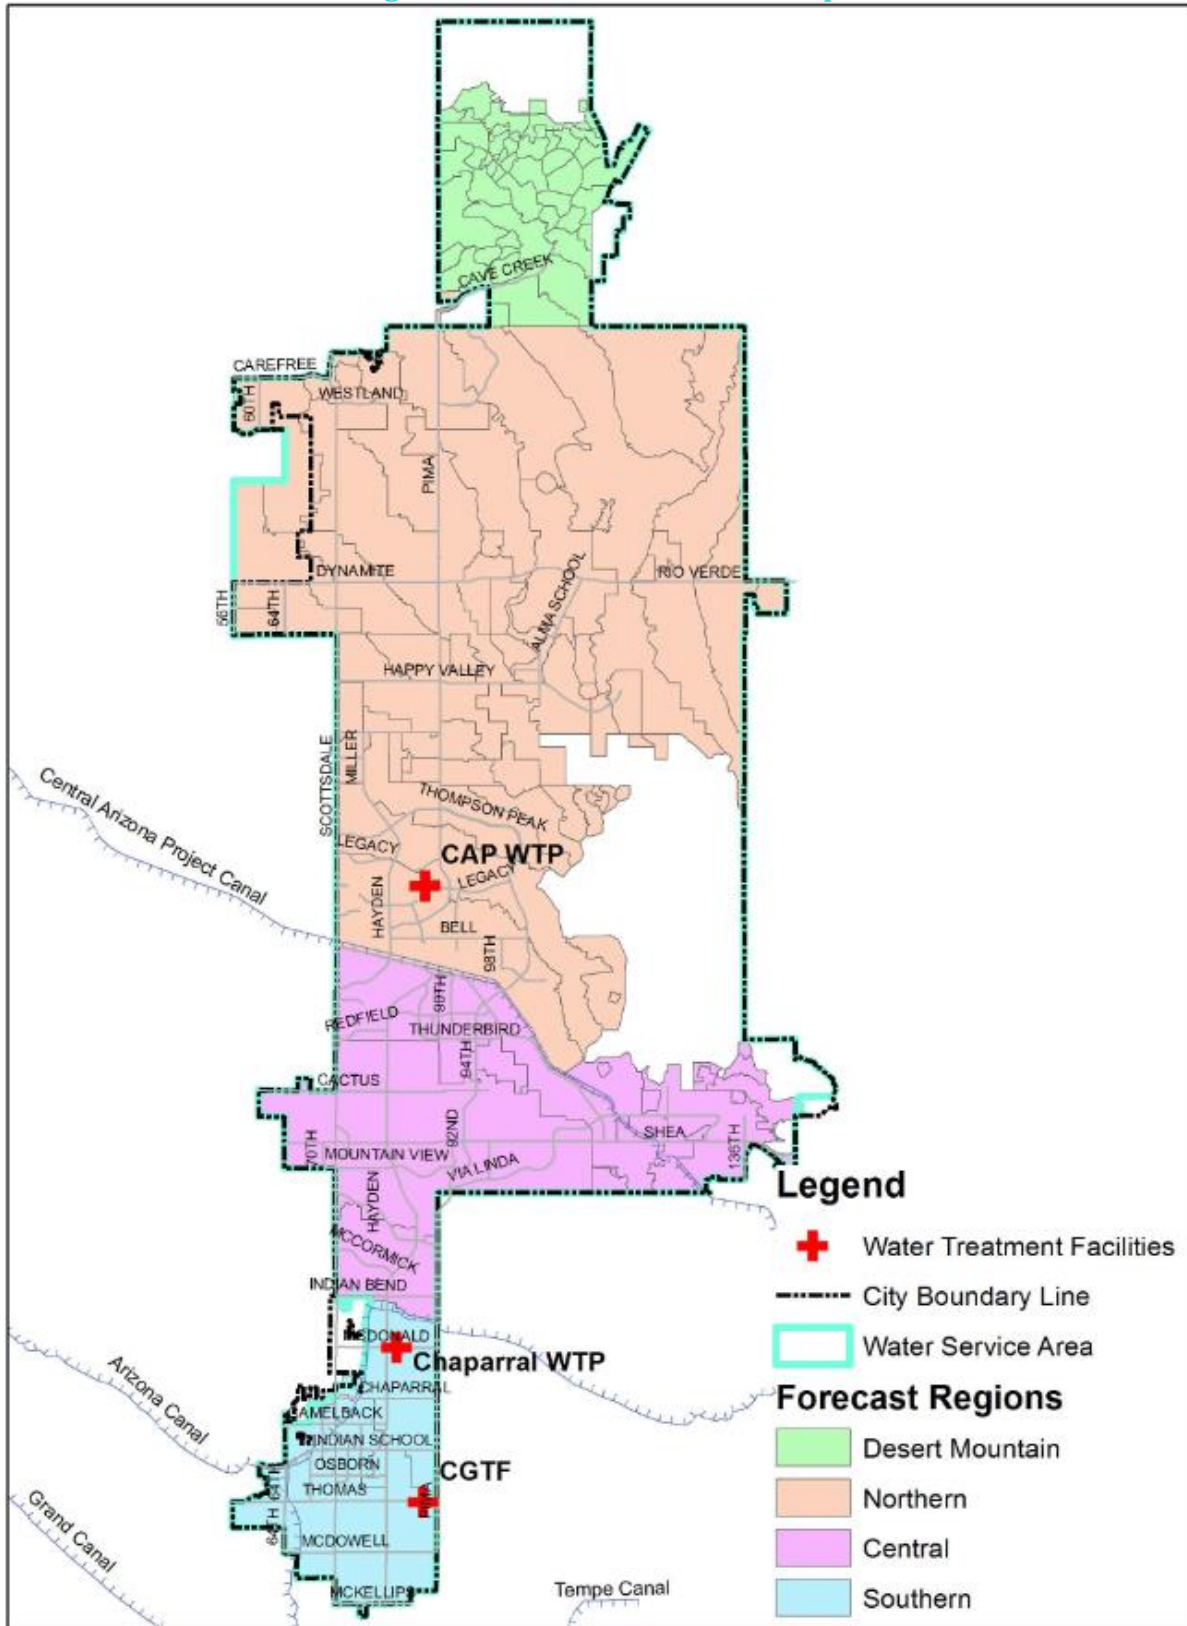 CAVE CREEK
CAREFREE
60TH
WESTLAND
PIMA
DYNAMITE
ALMA SCHOOL
RIO VERDE
56TH
64TH
HAPPY VALLEY
SCOTTSDALE
MILLER
Central Arizona Project Canal
THOMPSON PEAK
LEGACY
CAP WTP
LEGACY
HAYDEN
BELL
98TH
90TH
REDFIELD
THUNDERBIRD
94TH
CACTUS
92ND
SHEA
136TH
70TH
MOUNTAIN VIEW
VIA LINDA
HAYDEN
MCCORMICK
INDIAN BEND
MCDONALD
Chaparral WTP
CHAPARRAL
Arizona Canal
CAMELBACK
INDIAN SCHOOL
OSBORN
CGTF
64TH
THOMAS
PIMA
Grand Canal
64TH
MCDOWELL
MCKELLIPS
Tempe Canal
Legend
Water Treatment Facilities
City Boundary Line
Water Service Area
Forecast Regions
Desert Mountain
Northern
Central
Southern